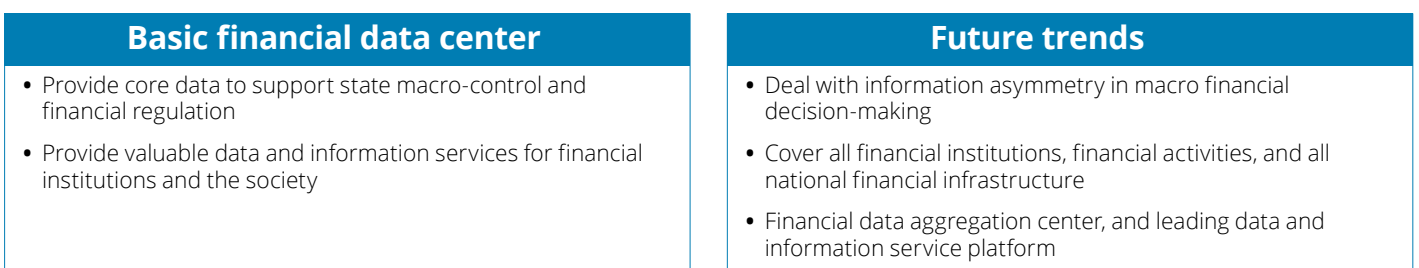 Basic financial data center
• Provide core data to support state macro-control and
financial regulation
• Provide valuable data and information services for financial
institutions and the society
Future trends
• Deal with information asymmetry in macro financial
decision-making
• Cover all financial institutions, financial activities, and all
national financial infrastructure
• Financial data aggregation center, and leading data and
information service platform